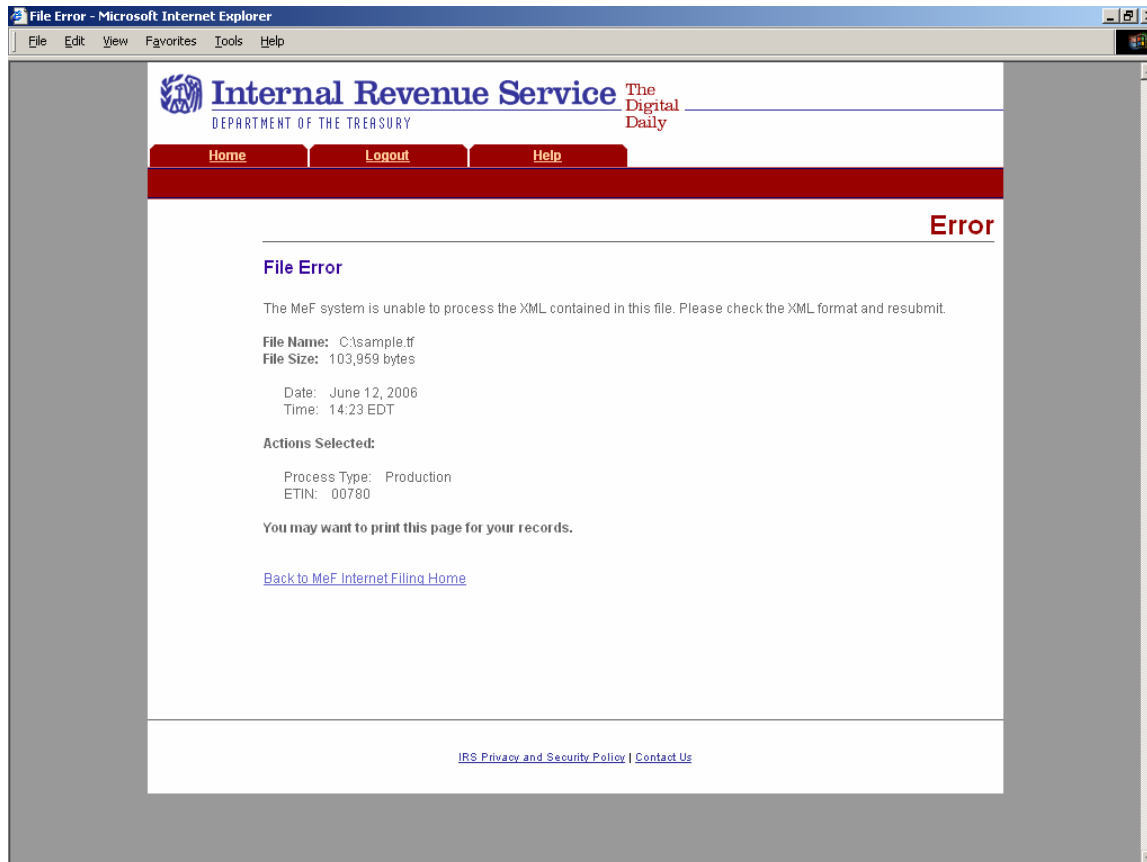 File Error - Microsoft Internet Explorer
File Edit View Favorites Tools Help
Internal Revenue Service
DEPARTMENT OF THE TREASURY
The
Digital
Daily
Home Logout Help
Error
File Error
The MeF system is unable to process the XML contained in this file. Please check the XML format and resubmit.
File Name: C:\sample.tf
File Size: 103,959 bytes
Date: June 12, 2006
Time: 14:23 EDT
Actions Selected:
Process Type: Production
ETIN: 00780
You may want to print this page for your records.
Back to MeF Internet Filing Home
IRS Privacy and Security Policy | Contact Us